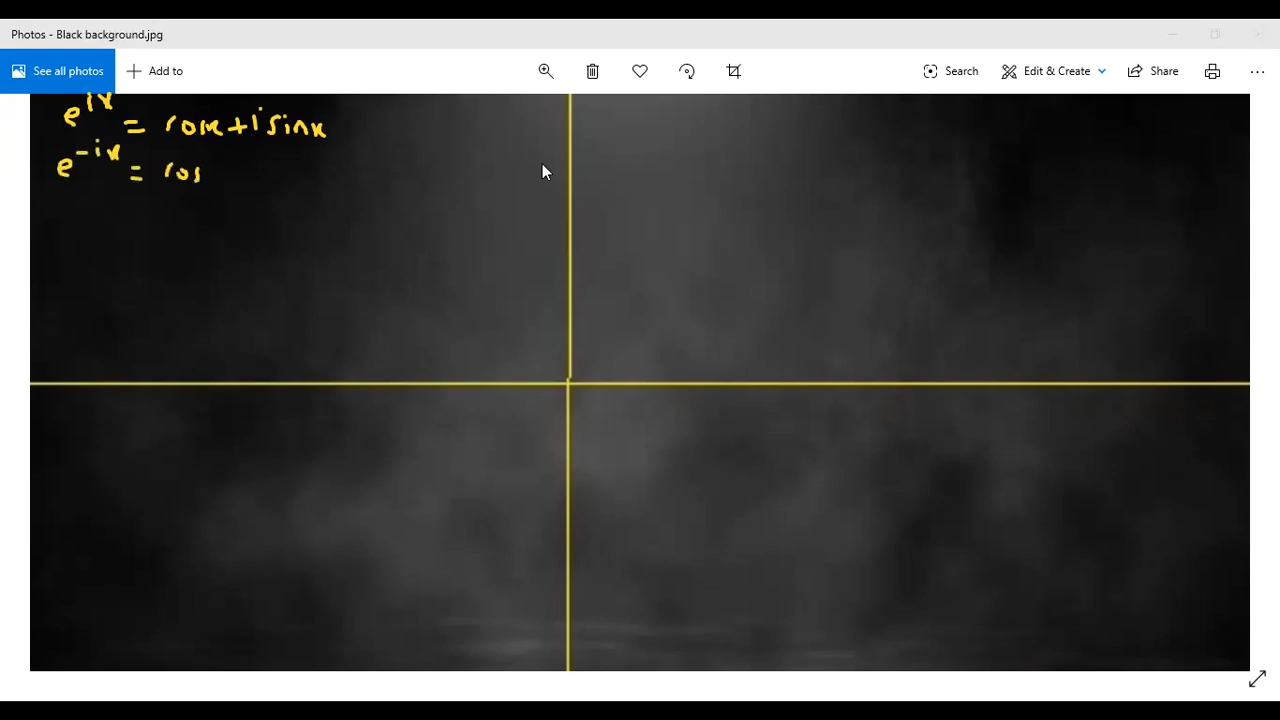 Photos - Black background.jpg
See all photos
Add to
Search
Edit & Create
Share
e^ix = cosx + i sinx
e^-ix = cos